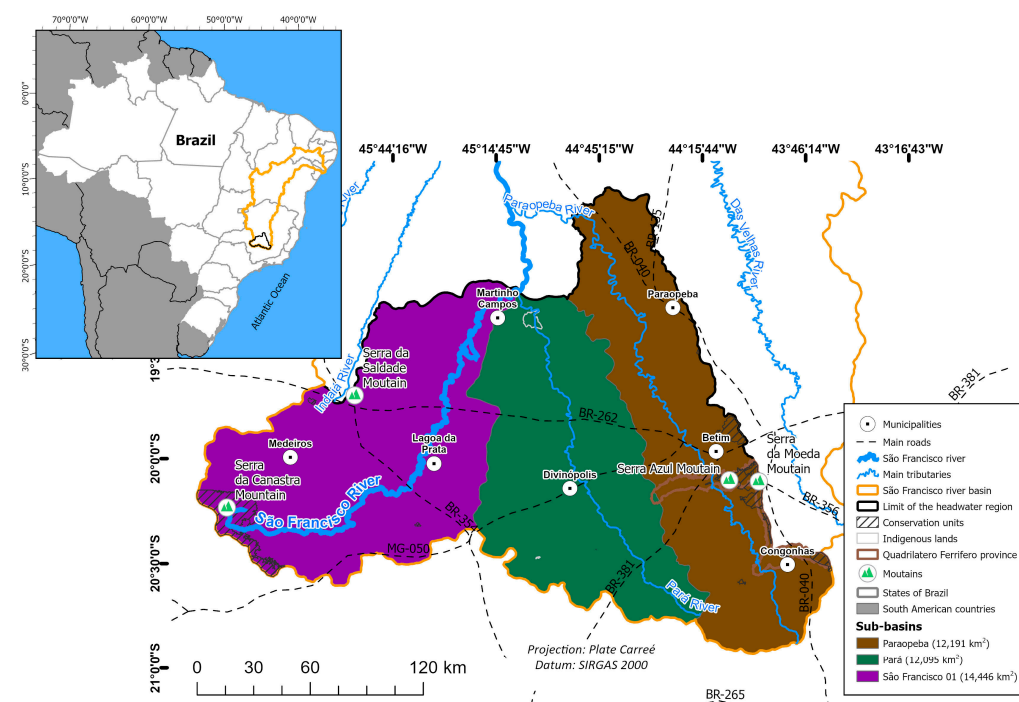 70°0'0"W
60°0'0"W
50°0'0"W
40°0'0"W
0°0'0"
10°0'0"S
20°0'0"S
30°0'0"S
Brazil
Atlantic Ocean
45°44'16"W
45°14'45"W
44°45'15"W
44°15'44"W
43°46'14"W
43°16'43"W
20°0'0"S
20°30'0"S
21°0'0"S
River
Paraopeba River
BR-040
Das Velhas River
Martinho
Campos
Paraopeba
Serra da
Saldade
Moutain
Indaiá River
BR-262
BR-381
Medeiros
Lagoa da
Prata
Betim
Serra
da Moeda
Moutain
Serra
da Canastra
Mountain
Serra Azul Moutain
Divinópolis
São Francisco River
BR-356
MG-050
Congonhas
BR-381
Pará River
BR-040
Projection: Plate Carreé
Datum: SIRGAS 2000
0 30 60 120 km
BR-265
Municipalities
Main roads
São Francisco river
Main tributaries
São Francisco river basin
Limit of the headwater region
Conservation units
Indigenous lands
Quadrilatero Ferrifero province
Moutains
States of Brazil
South American countries
Sub-basins
Paraopeba (12,191 km²)
Pará (12,095 km²)
São Francisco 01 (14,446 km²)